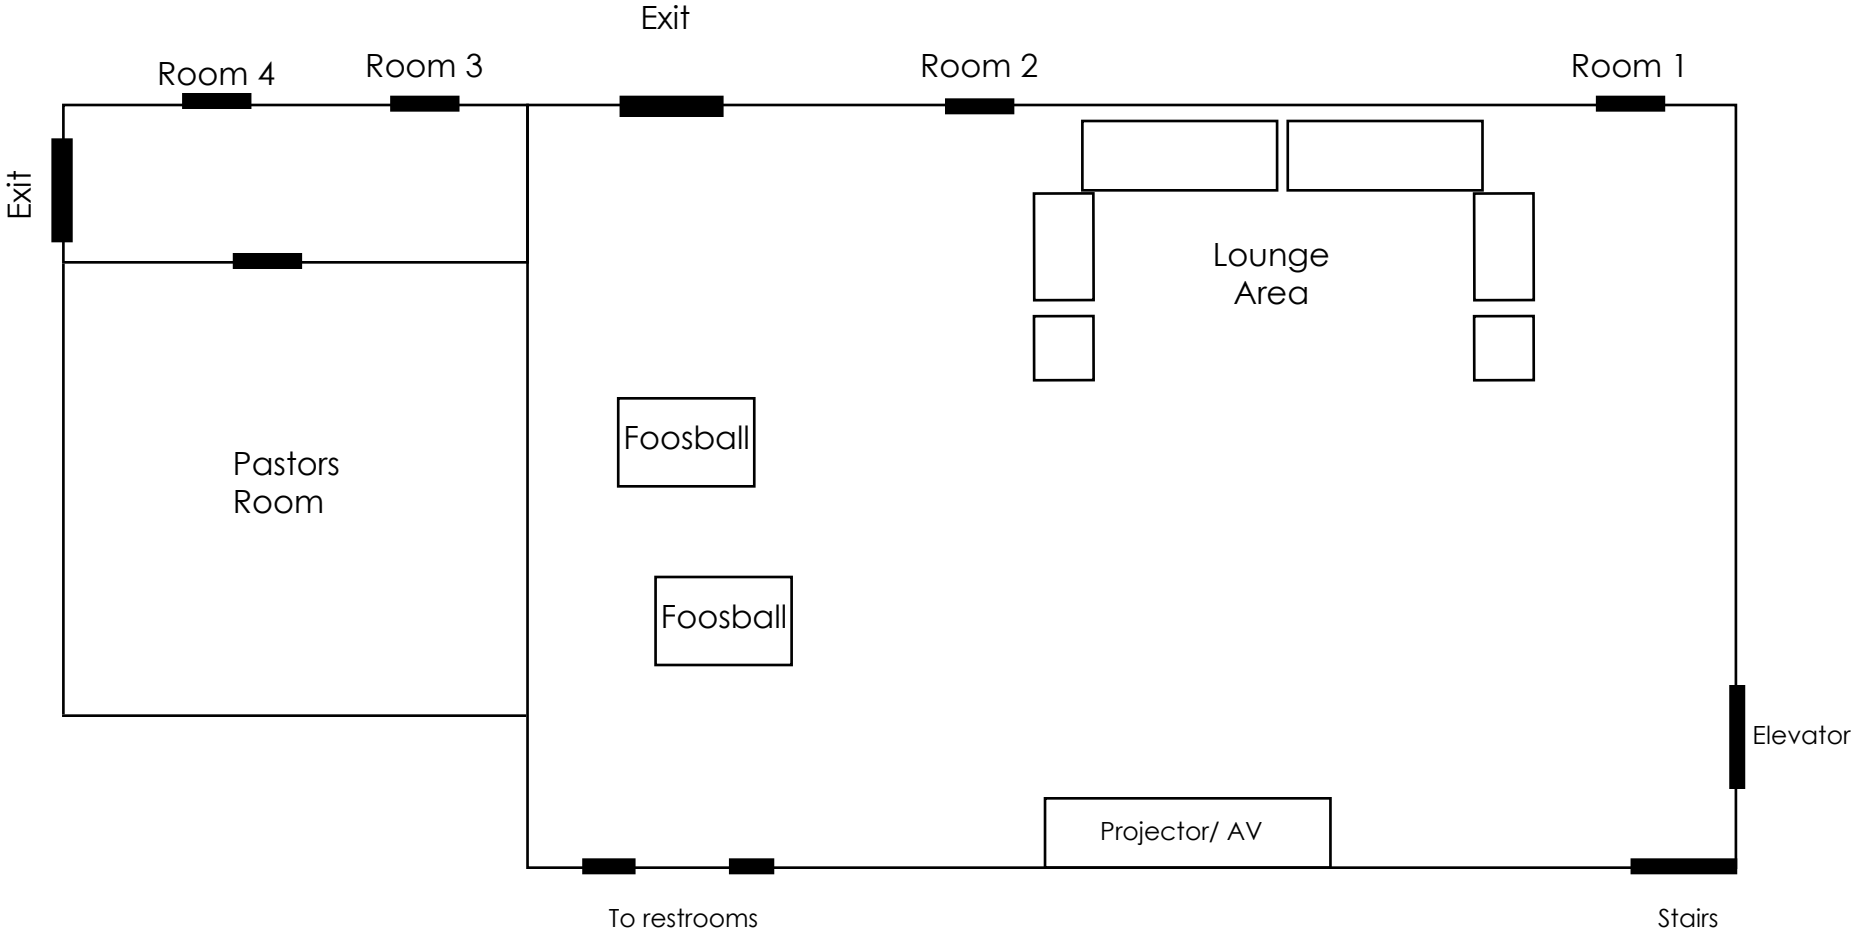 Exit
Room 4
Room 3
Room 2
Room 1
Exit
Lounge
Area
Foosball
Pastors
Room
Foosball
Elevator
Projector/ AV
To restrooms
Stairs